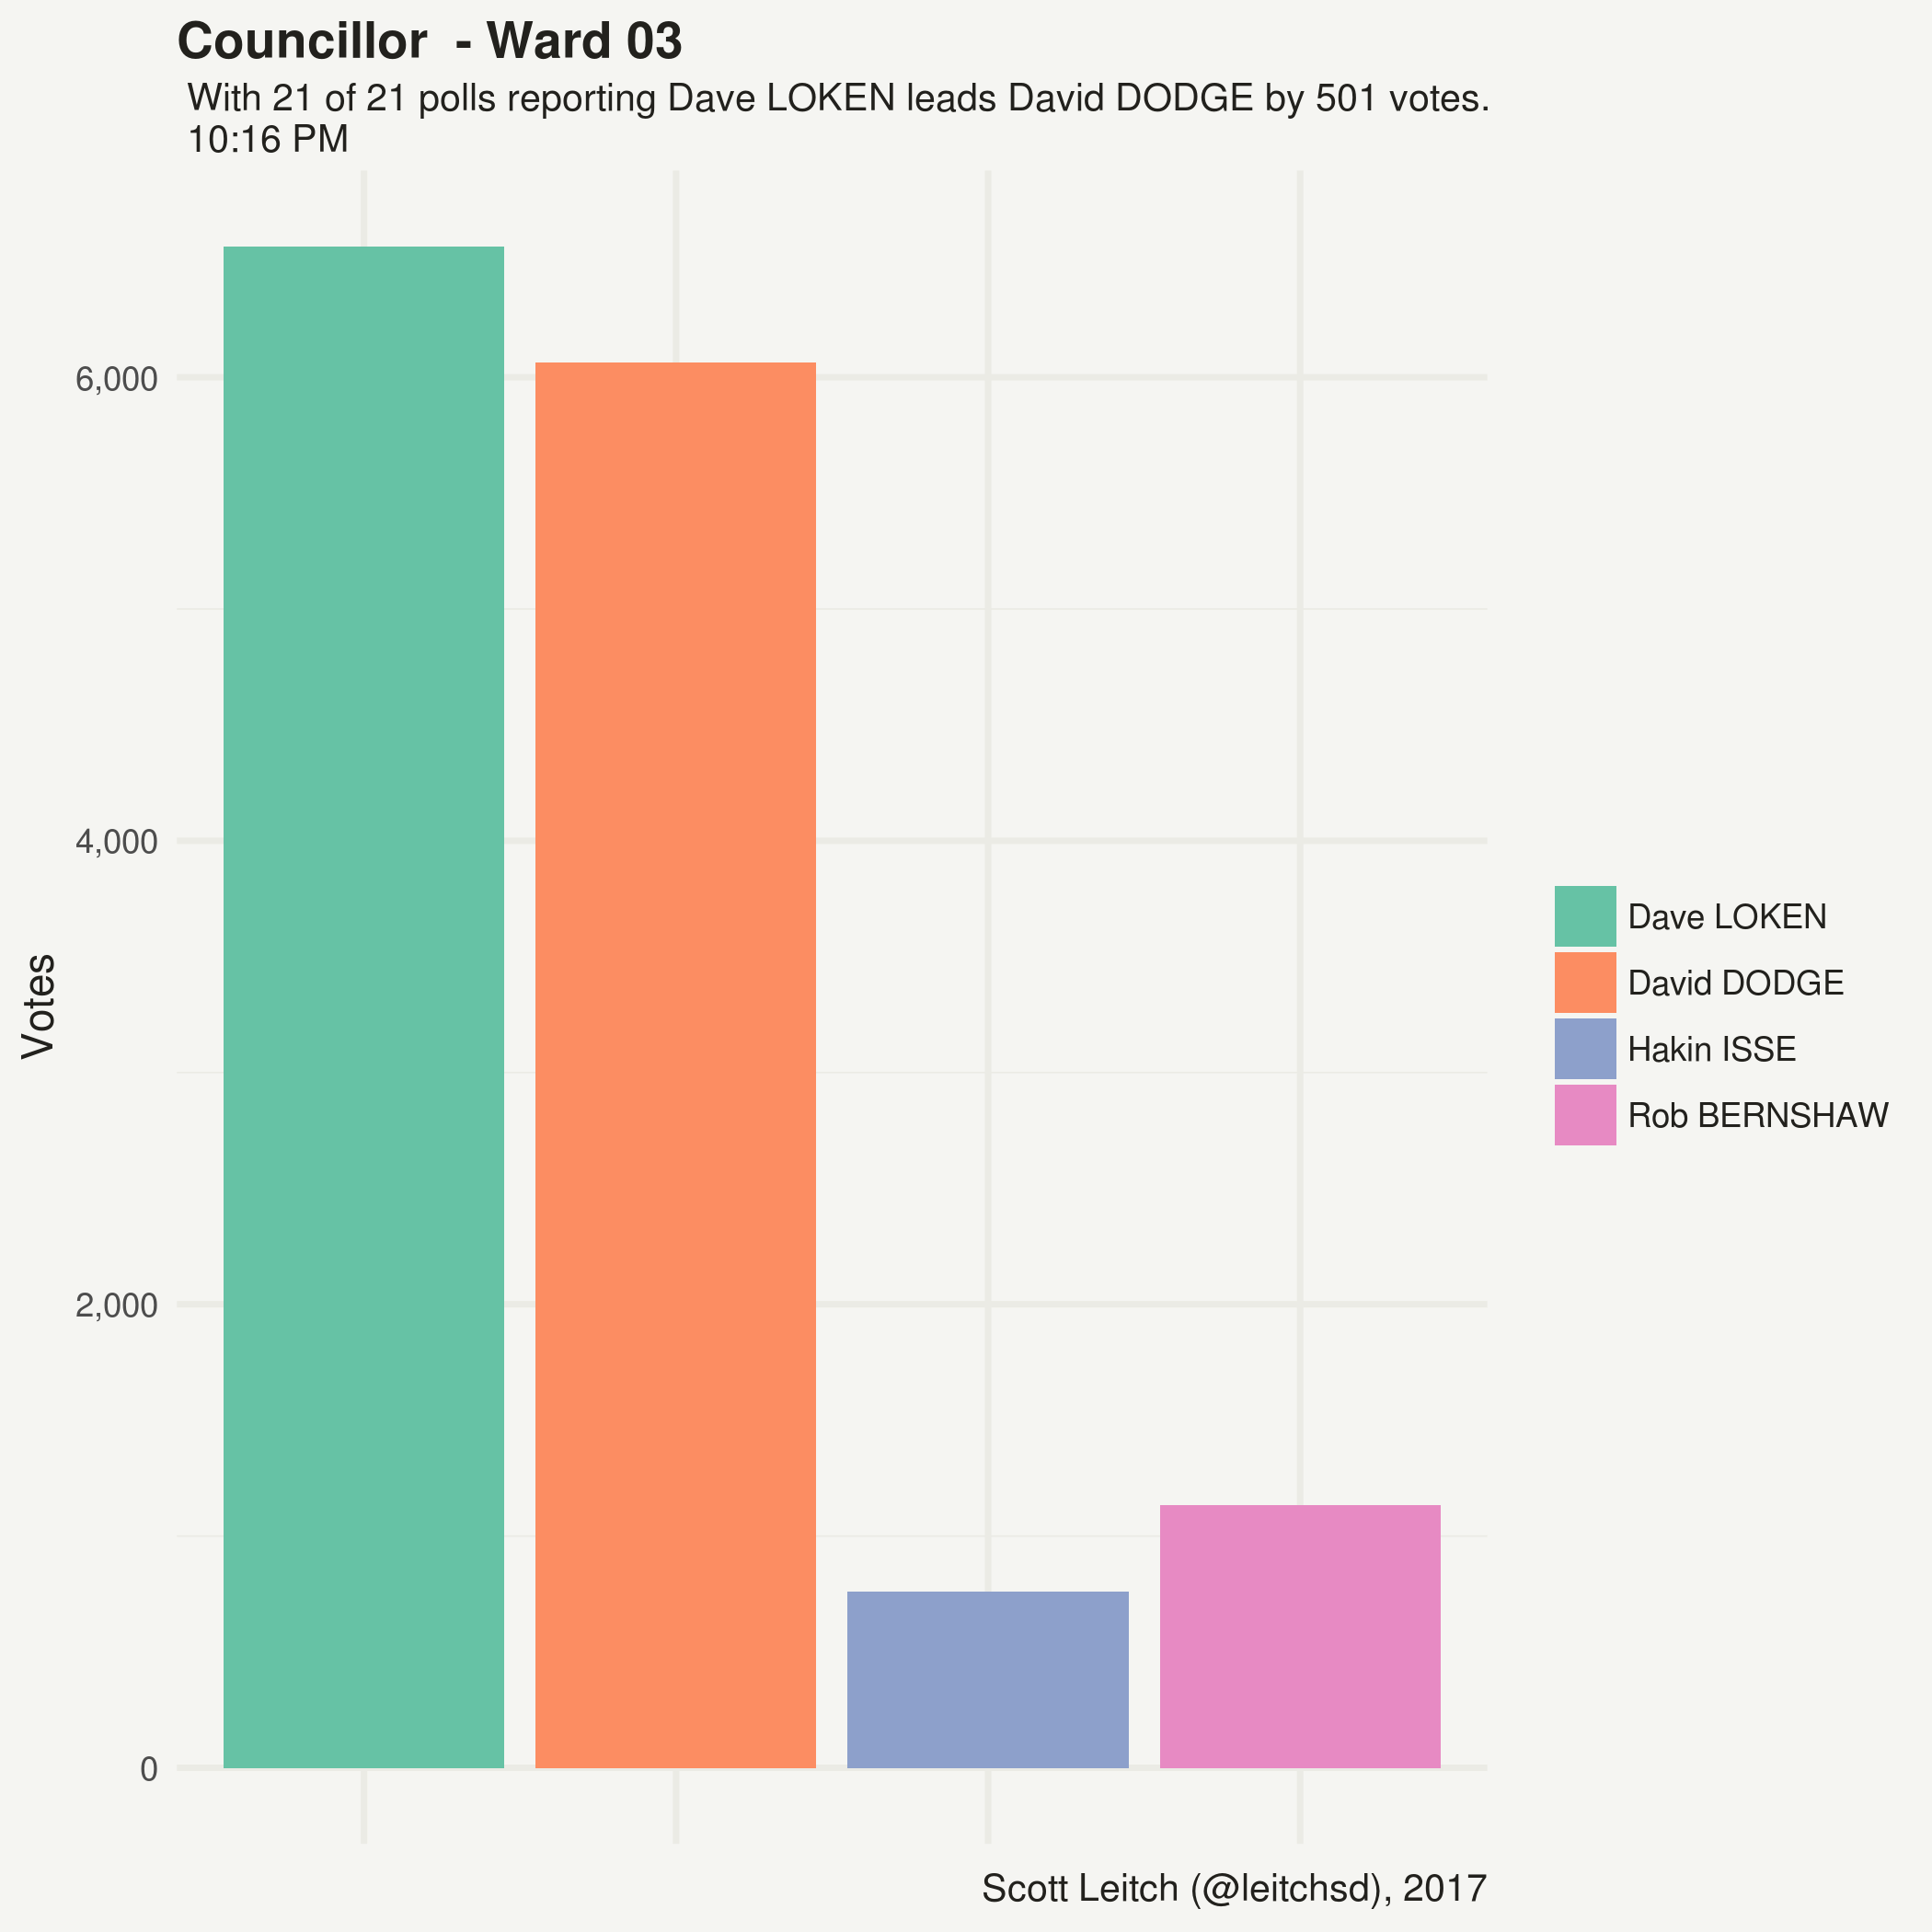 Councillor  - Ward 03
With 21 of 21 polls reporting Dave LOKEN leads David DODGE by 501 votes.
10:16 PM
6,000
4,000
2,000
0
Votes
Dave LOKEN
David DODGE
Hakin ISSE
Rob BERNSHAW
Scott Leitch (@leitchsd), 2017